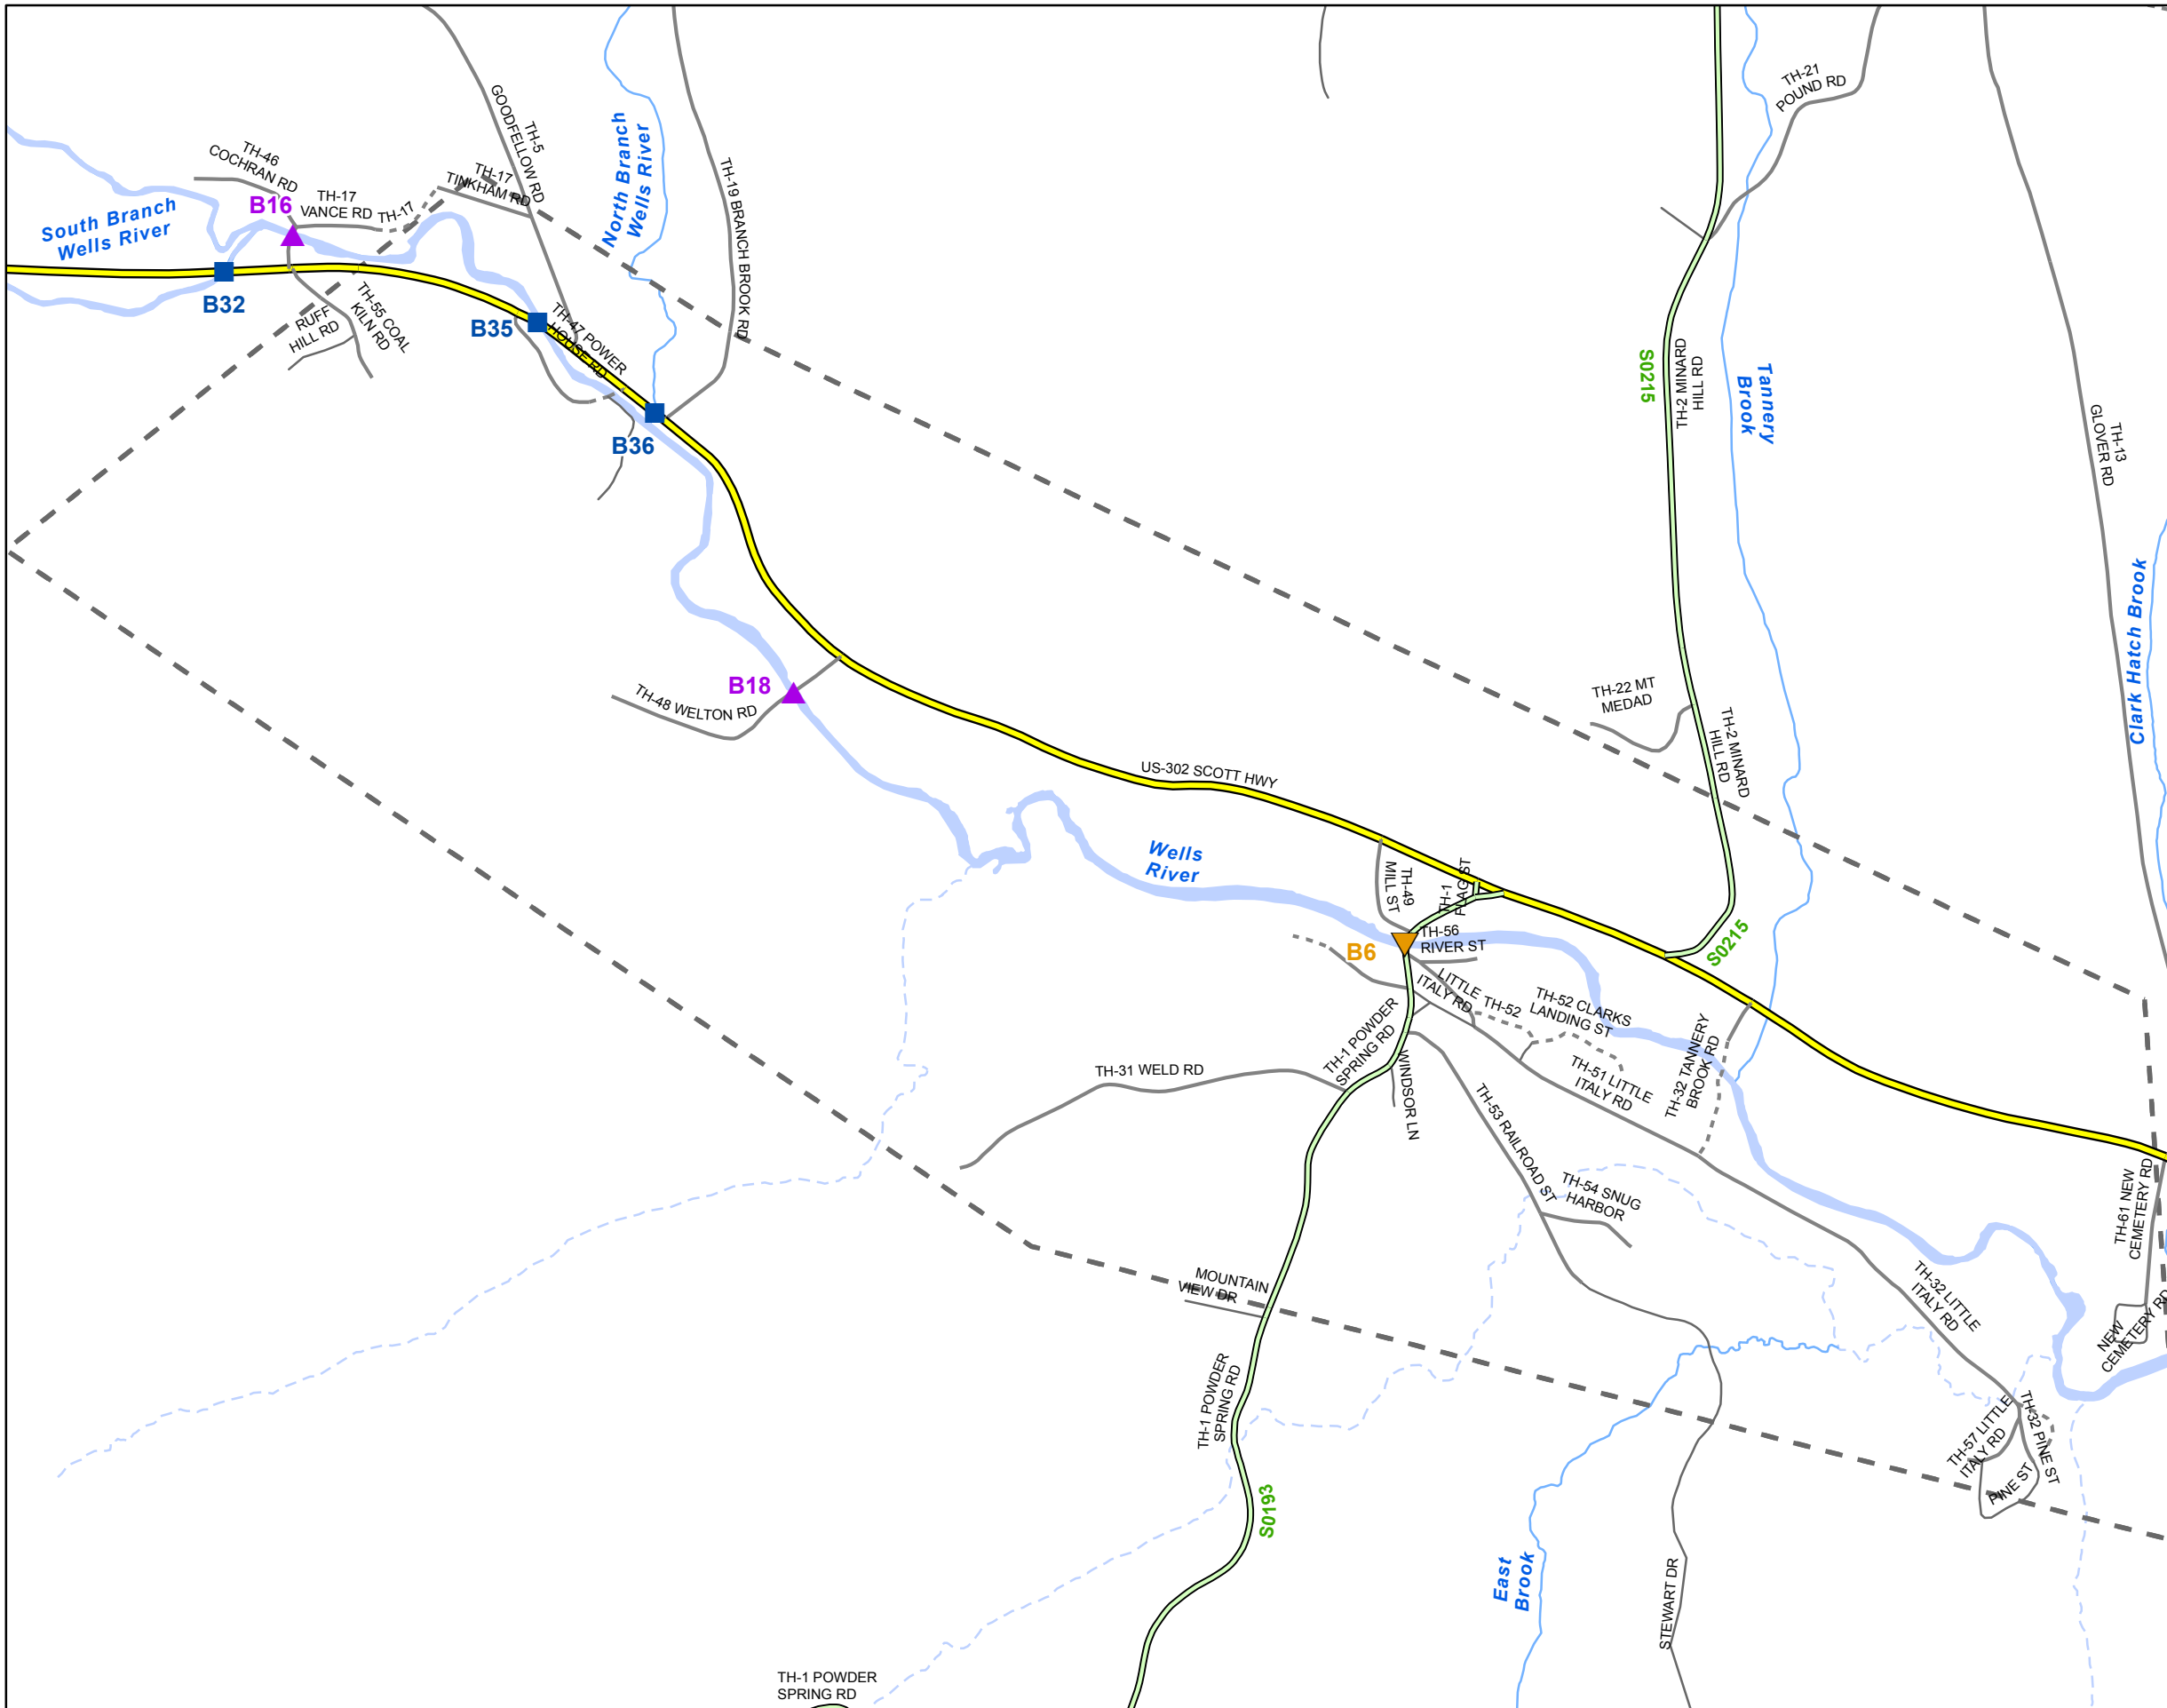 TH-21
POUND RD
TH-5
GOODFELLOW RD
North Branch
Wells River
TH-46
COCHRAN RD
TH-17
TINKHAM RD
TH-19 BRANCH BROOK RD
TH-17
VANCE RD
TH-17
B16
South Branch
Wells River
B32
TH-55 COAL
KILN RD
RUFF
HILL RD
B35
TH-47 POWER
HOUSE RD
B36
S0215
TH-2 MINARD
HILL RD
Tannery
Brook
TH-13
GLOVER RD
Clark Hatch Brook
B18
TH-48 WELTON RD
TH-22 MT
MEDAD
TH-2 MINARD
HILL RD
US-302 SCOTT HWY
Wells
River
TH-49
MILL ST
TH-1
FLAG ST
TH-56
RIVER ST
B6
S0215
LITTLE
ITALY RD
TH-52
TH-52 CLARKS
LANDING ST
TH-1 POWDER
SPRING RD
TH-32 TANNERY
BROOK RD
TH-31 WELD RD
WINDSOR LN
TH-51 LITTLE
ITALY RD
TH-53 RAILROAD ST
TH-54 SNUG
HARBOR
TH-61 NEW
CEMETERY RD
MOUNTAIN
VIEW DR
TH-32 LITTLE
ITALY RD
NEW
CEMETERY RD
TH-1 POWDER
SPRING RD
TH-57 LITTLE
ITALY RD
TH-32 PINE ST
PINE ST
S0193
East
Brook
STEWART DR
TH-1 POWDER
SPRING RD